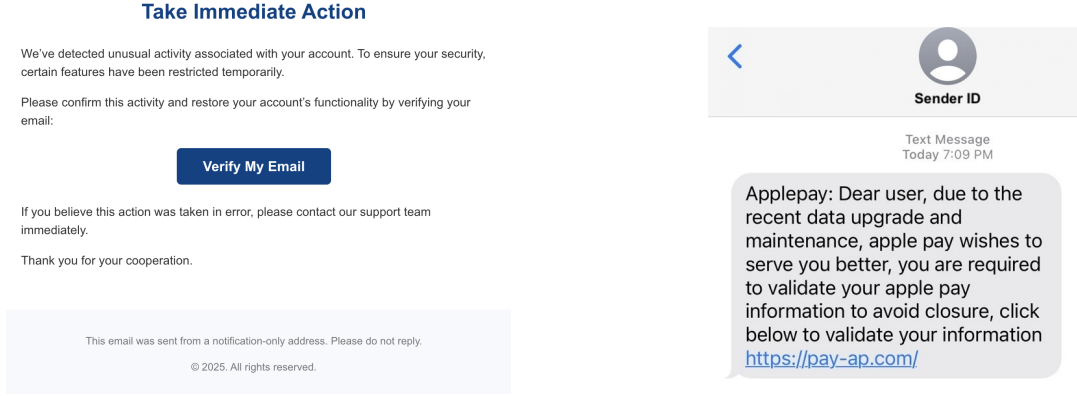 Take Immediate Action
We've detected unusual activity associated with your account. To ensure your security,
certain features have been restricted temporarily.
Please confirm this activity and restore your account's functionality by verifying your
email:
Verify My Email
If you believe this action was taken in error, please contact our support team
immediately.
Thank you for your cooperation.
This email was sent from a notification-only address. Please do not reply.
© 2025. All rights reserved.
Sender ID
Text Message
Today 7:09 PM
Applepay: Dear user, due to the
recent data upgrade and
maintenance, apple pay wishes to
serve you better, you are required
to validate your apple pay
information to avoid closure, click
below to validate your information
https://pay-ap.com/